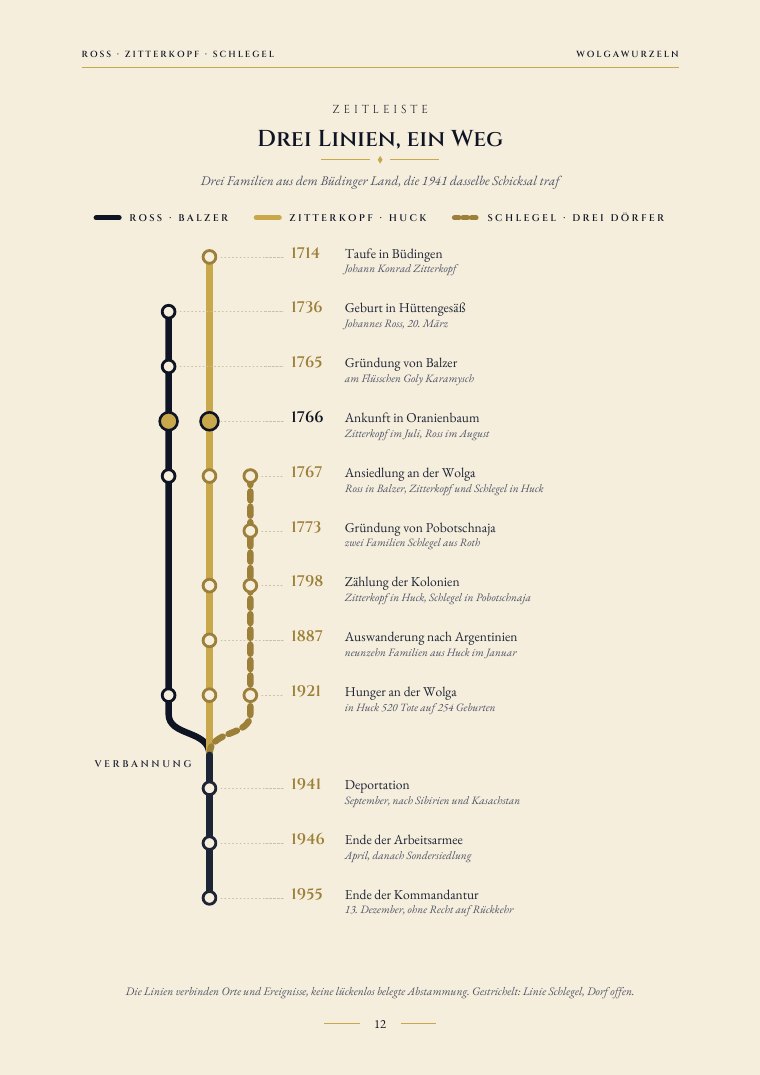 ROSS · ZITTERKOPF · SCHLEGEL
WOLGAWURZELN
ZEITLEISTE
DREI LINIEN, EIN WEG
Drei Familien aus dem Büdinger Land, die 1941 dasselbe Schicksal traf
ROSS · BALZER
ZITTERKOPF · HUCK
SCHLEGEL · DREI DÖRFER
1714 Taufe in Büdingen
Johann Konrad Zitterkopf
1736 Geburt in Hüttengesäß
Johannes Ross, 20. März
1765 Gründung von Balzer
am Flüsschen Goly Karamysch
1766 Ankunft in Oranienbaum
Zitterkopf im Juli, Ross im August
1767 Ansiedlung an der Wolga
Ross in Balzer, Zitterkopf und Schlegel in Huck
1773 Gründung von Pobotschnaja
zwei Familien Schlegel aus Roth
1798 Zählung der Kolonien
Zitterkopf in Huck, Schlegel in Pobotschnaja
1887 Auswanderung nach Argentinien
neunzehn Familien aus Huck im Januar
1921 Hunger an der Wolga
in Huck 520 Tote auf 254 Geburten
VERBANNUNG
1941 Deportation
September, nach Sibirien und Kasachstan
1946 Ende der Arbeitsarmee
April, danach Sondersiedlung
1955 Ende der Kommandantur
13. Dezember, ohne Recht auf Rückkehr
Die Linien verbinden Orte und Ereignisse, keine lückenlos belegte Abstammung. Gestrichelt: Linie Schlegel, Dorf offen.
12